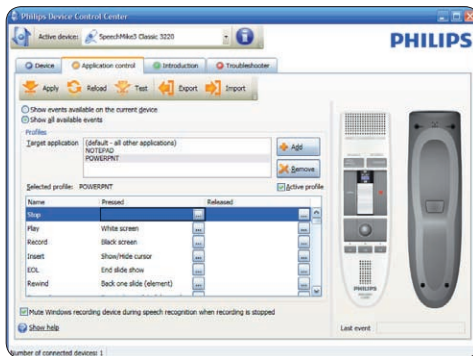 Philips Device Control Center
Active device: SpeechMike3 Classic 3220
PHILIPS
Device Application control Introduction Troubleshooter
Apply Reload Test Export Import
Show events available on the current device
Show all available events
Profiles
Target application
(default - all other applications)
NOTEPAD
POWERPNT
Add
Remove
Selected profile: POWERPNT
Active profile
Name Pressed Released
Stop
Play White screen
Record Black screen
Insert Show/Hide cursor
EOL End slide show
Rewind Back one slide (element)
Mute Windows recording device during speech recognition when recording is stopped
Show help
PHILIPS
Last event
Number of connected devices: 1